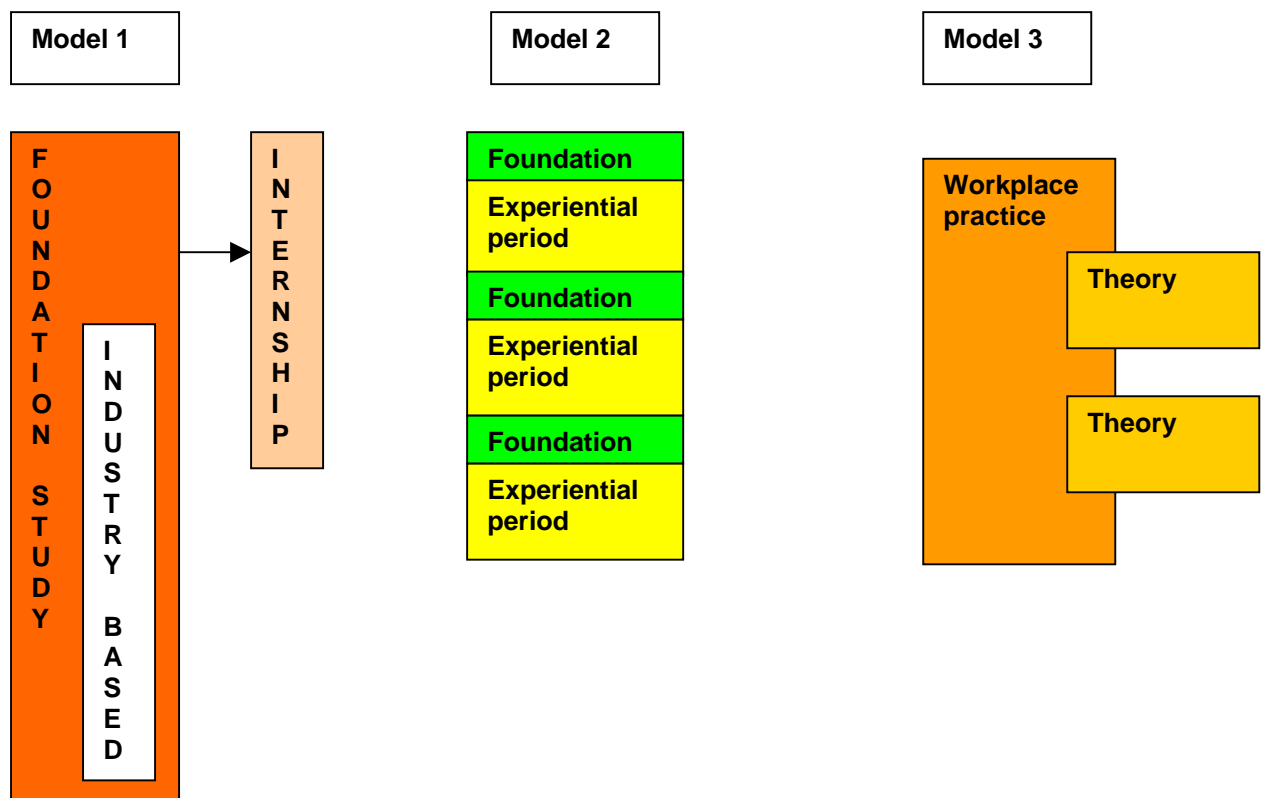 Model 1
Model 2
Model 3
FOUNDATION STUDY
INDUSTRY BASED
INTERNSHIP
Foundation
Experiential
period
Foundation
Experiential
period
Foundation
Experiential
period
Workplace
practice
Theory
Theory